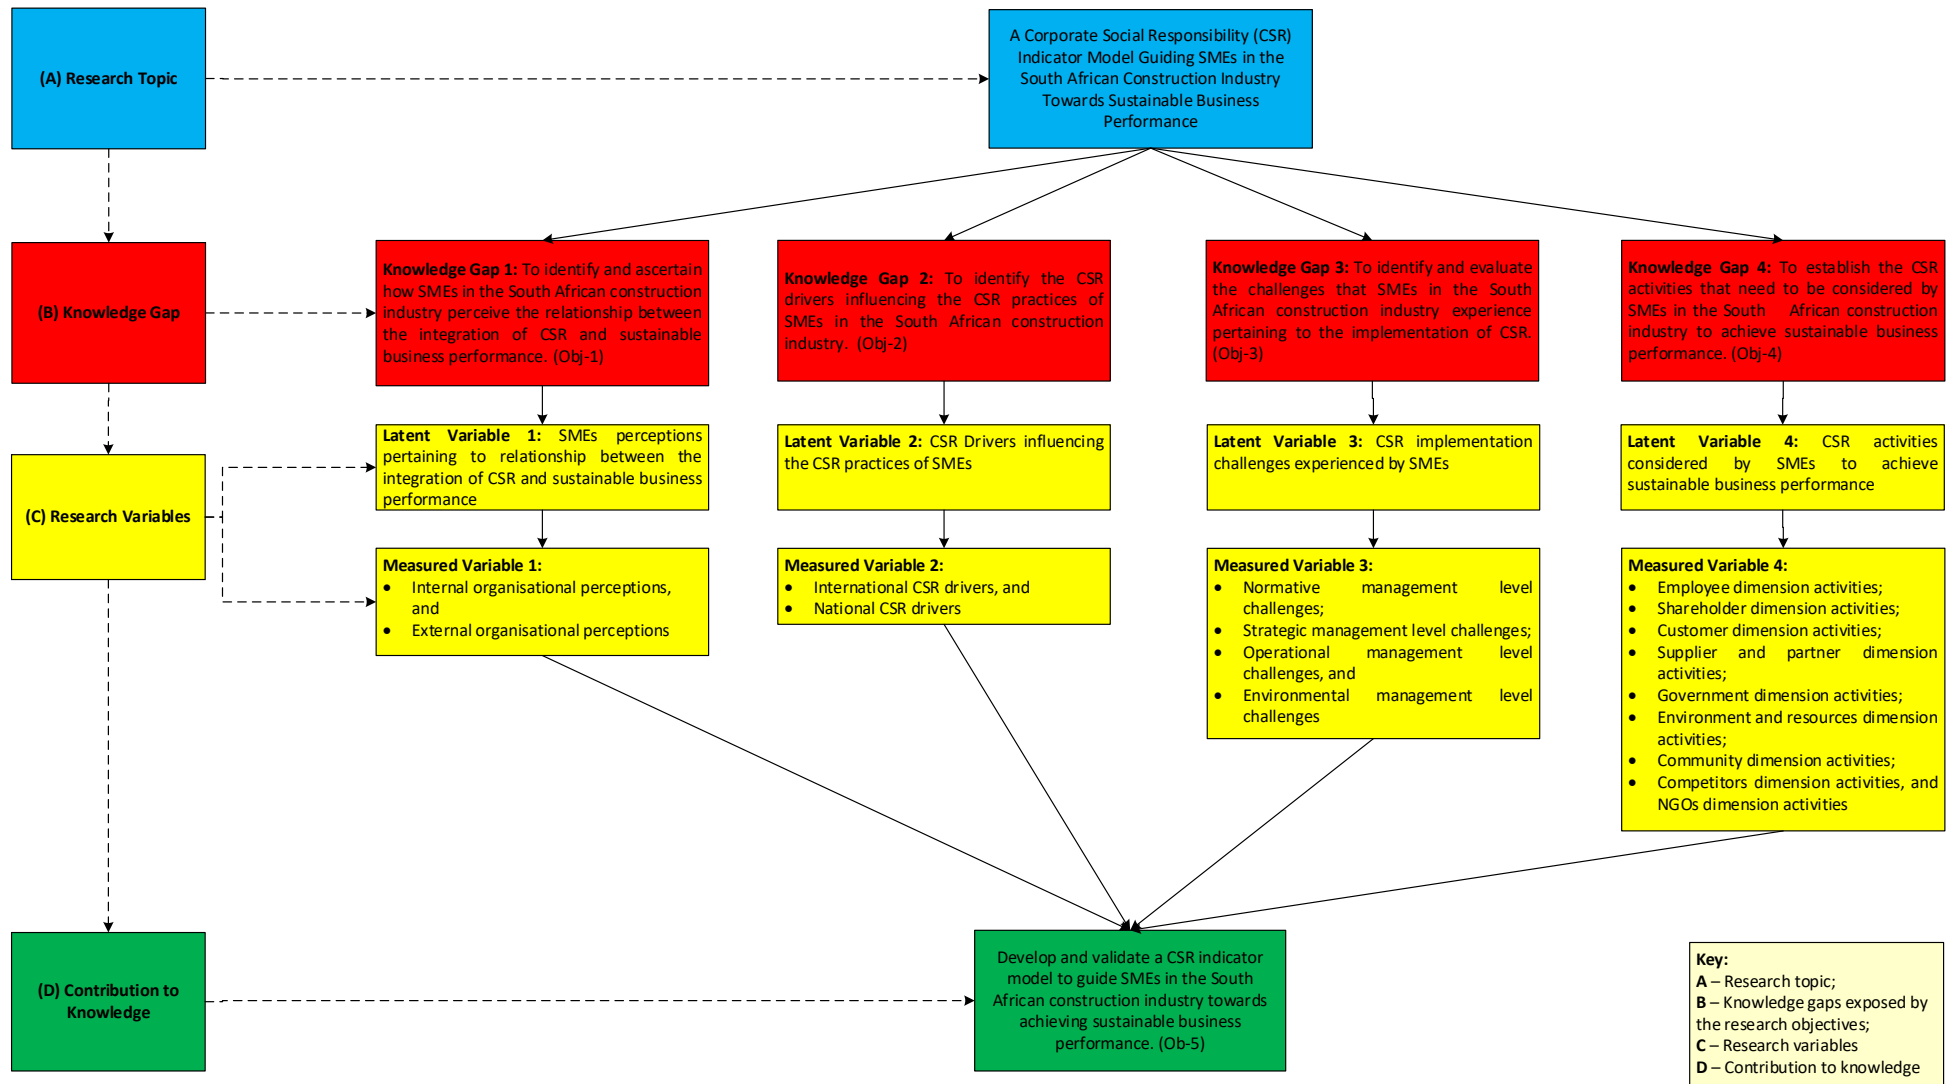 (A) Research Topic
A Corporate Social Responsibility (CSR)
Indicator Model Guiding SMEs in the
South African Construction Industry
Towards Sustainable Business
Performance
(B) Knowledge Gap
Knowledge Gap 1: To identify and ascertain
how SMEs in the South African construction
industry perceive the relationship between
the integration of CSR and sustainable
business performance. (Obj-1)
Knowledge Gap 2: To identify the CSR
drivers influencing the CSR practices of
SMEs in the South African construction
industry. (Obj-2)
Knowledge Gap 3: To identify and evaluate
the challenges that SMEs in the South
African construction industry experience
pertaining to the implementation of CSR.
(Obj-3)
Knowledge Gap 4: To establish the CSR
activities that need to be considered by
SMEs in the South African construction
industry to achieve sustainable business
performance. (Obj-4)
(C) Research Variables
Latent Variable 1: SMEs perceptions
pertaining to relationship between the
integration of CSR and sustainable business
performance
Latent Variable 2: CSR Drivers influencing
the CSR practices of SMEs
Latent Variable 3: CSR implementation
challenges experienced by SMEs
Latent Variable 4: CSR activities
considered by SMEs to achieve
sustainable business performance
Measured Variable 1:
• Internal organisational perceptions,
and
• External organisational perceptions
Measured Variable 2:
• International CSR drivers, and
• National CSR drivers
Measured Variable 3:
• Normative management level
challenges;
• Strategic management level challenges;
• Operational management level
challenges, and
• Environmental management level
challenges
Measured Variable 4:
• Employee dimension activities;
• Shareholder dimension activities;
• Customer dimension activities;
• Supplier and partner dimension
activities;
• Government dimension activities;
• Environment and resources dimension
activities;
• Community dimension activities;
• Competitors dimension activities, and
NGOs dimension activities
(D) Contribution to
Knowledge
Develop and validate a CSR indicator
model to guide SMEs in the South
African construction industry towards
achieving sustainable business
performance. (Ob-5)
Key:
A – Research topic;
B – Knowledge gaps exposed by
the research objectives;
C – Research variables
D – Contribution to knowledge